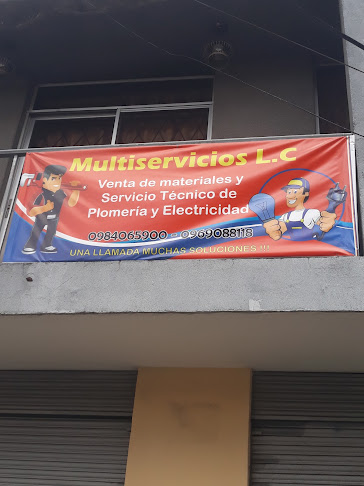 Multiservicios L.C
Venta de materiales y
Servicio Técnico de
Plomería y Electricidad
0984065900 - 0969088118
UNA LLAMADA MUCHAS SOLUCIONES !!!